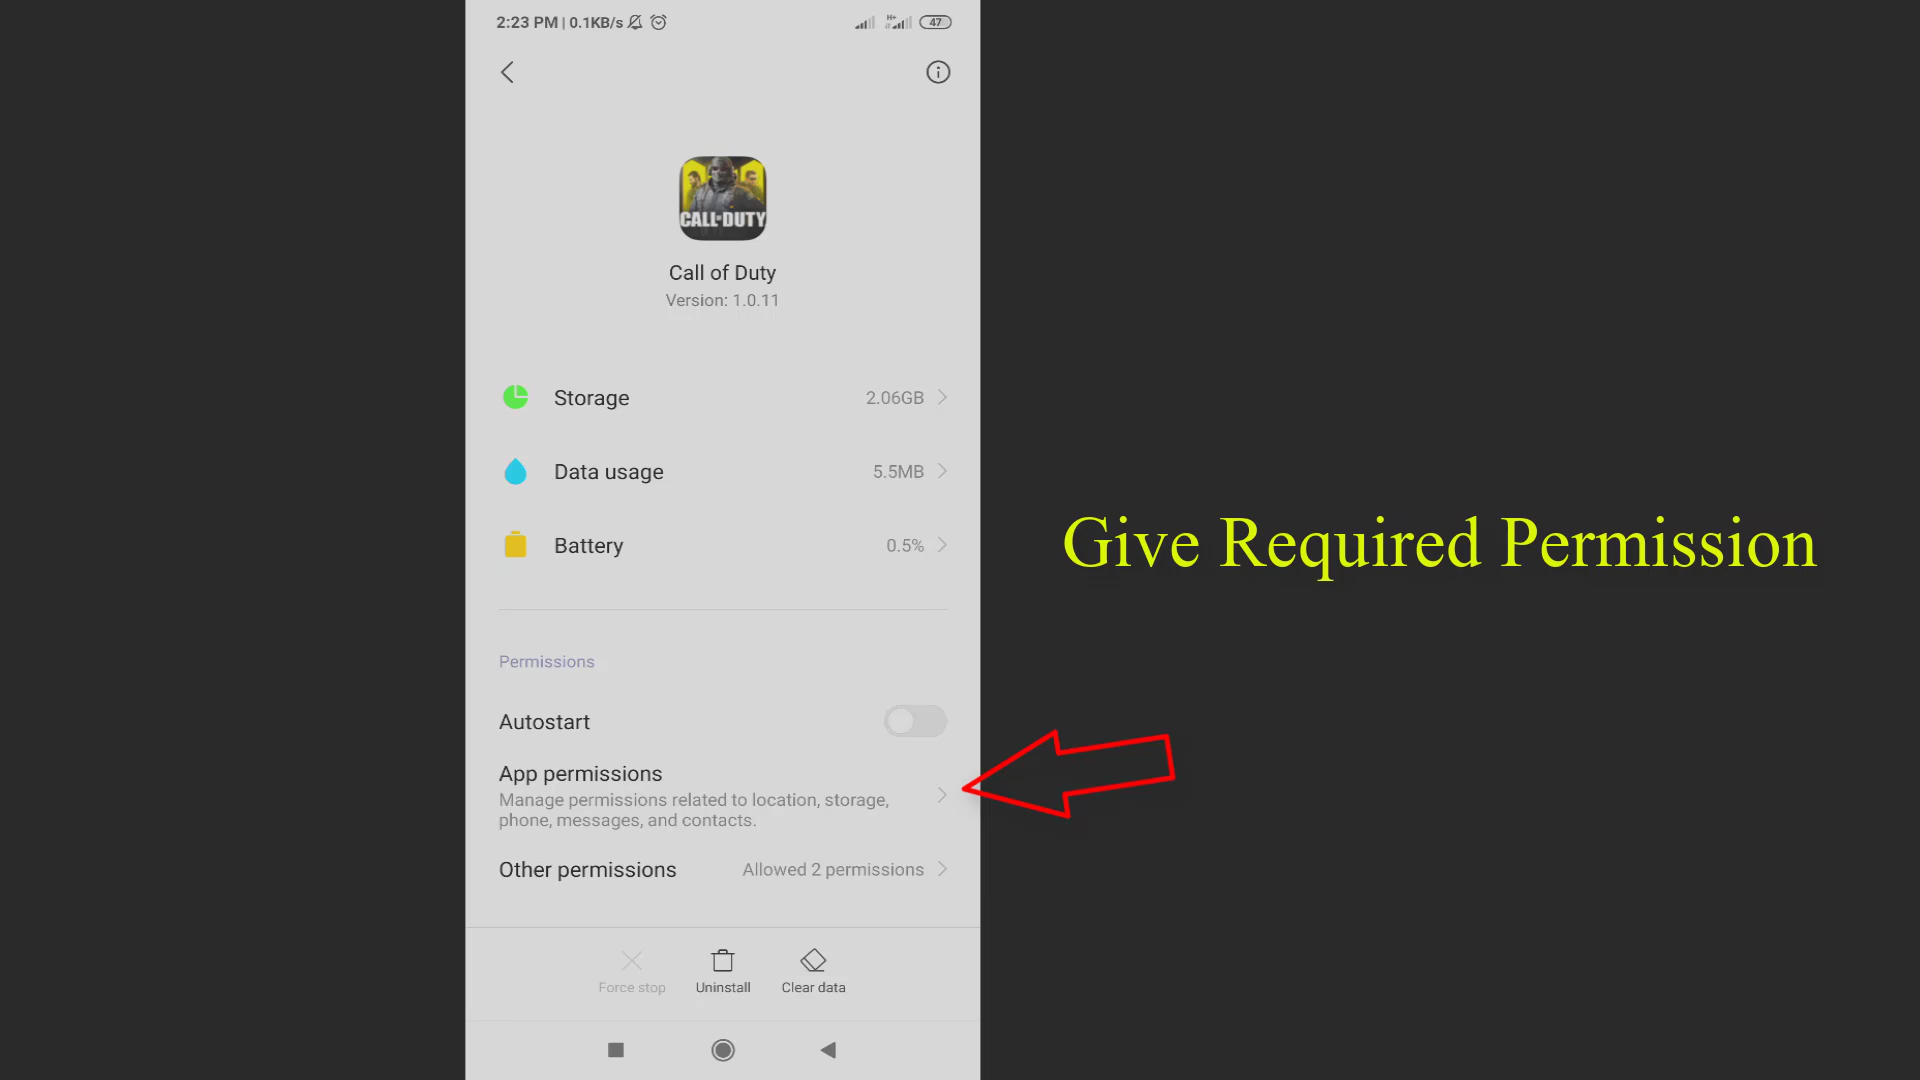 2:23 PM | 0.1KB/s
H+
47
CALL OF DUTY
Call of Duty
Version: 1.0.11
Storage 2.06GB
Data usage 5.5MB
Battery 0.5%
Give Required Permission
Permissions
Autostart
App permissions
Manage permissions related to location, storage,
phone, messages, and contacts.
Other permissions Allowed 2 permissions
Force stop Uninstall Clear data